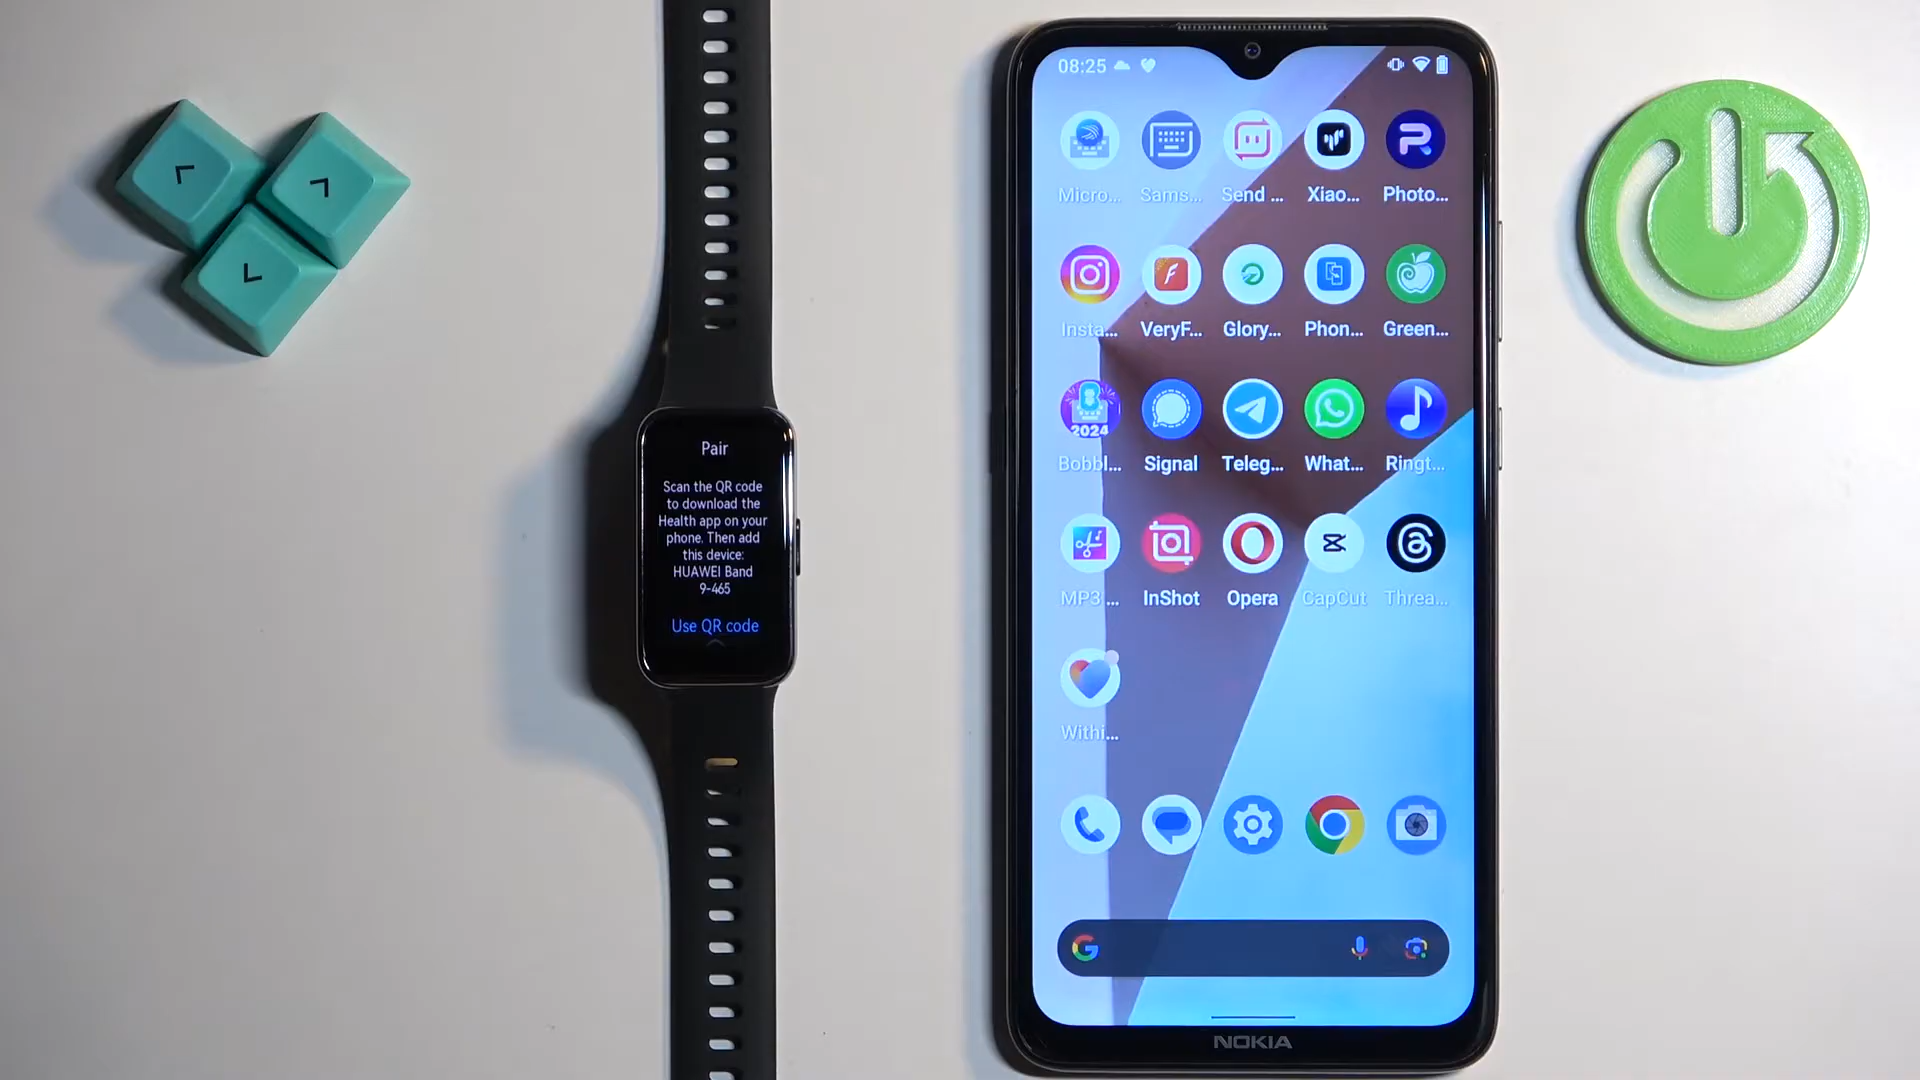 Pair
Scan the QR code
to download the
Health app on your
phone. Then add
this device:
HUAWEI Band
9-465
Use QR code
08:25
Micro...
Sams...
Send ...
Xiao...
Photo...
Insta...
VeryF...
Glory...
Phon...
Green...
2024
Bobbl...
Signal
Teleg...
What...
Ringt...
MP3 ...
InShot
Opera
CapCut
Threa...
Withi...
NOKIA